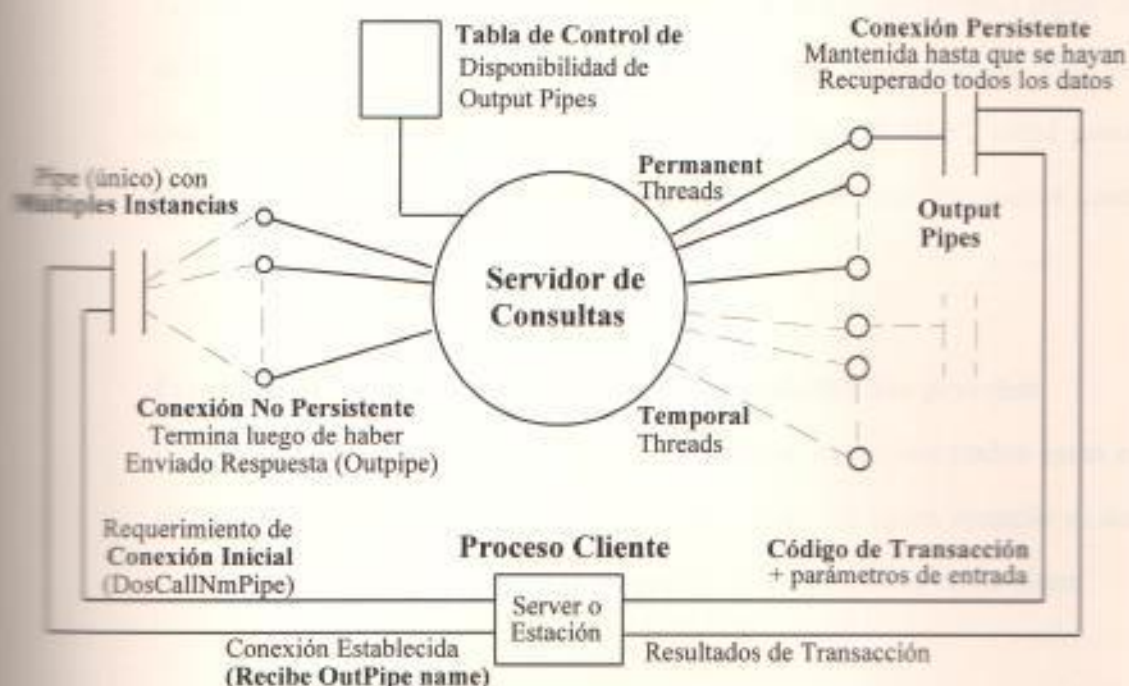 Tabla de Control de
Disponibilidad de
Output Pipes
Conexión Persistente
Mantenida hasta que se hayan
Recuperado todos los datos
Pipe (único) con
Multiples Instancias
Permanent
Threads
Output
Pipes
Servidor de
Consultas
Conexión No Persistente
Termina luego de haber
Enviado Respuesta (Outpipe)
Temporal
Threads
Requerimiento de
Conexión Inicial
(DosCallNmPipe)
Proceso Cliente
Código de Transacción
+ parámetros de entrada
Server o
Estación
Conexión Establecida
(Recibe OutPipe name)
Resultados de Transacción